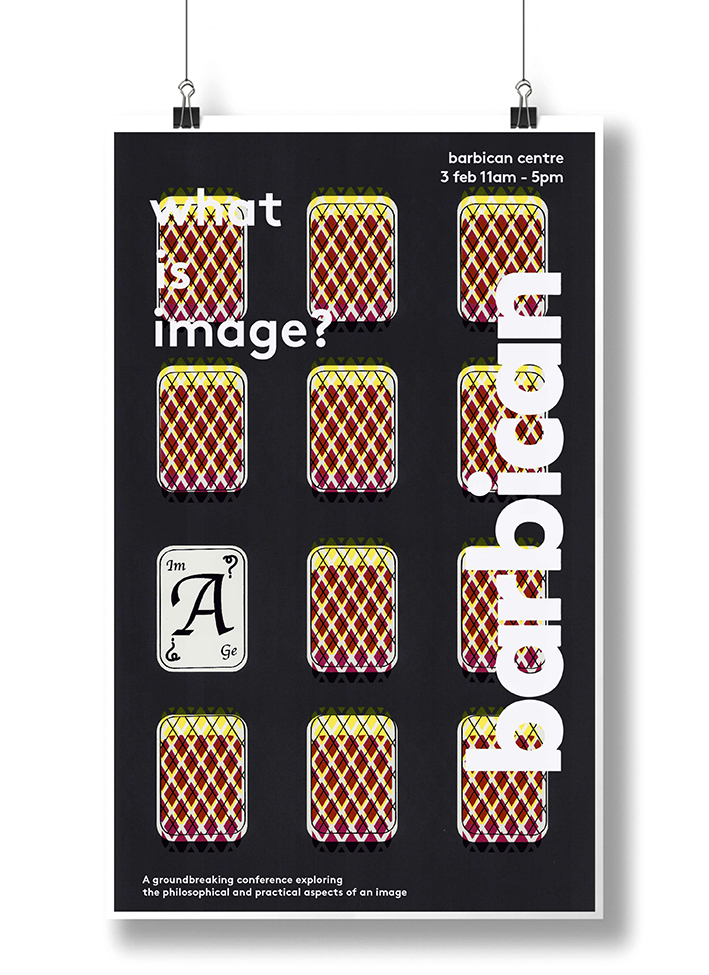 barbican centre
3 feb 11am - 5pm
what
is
image?
barbican
Im
?
A
?
Ge
A groundbreaking conference exploring
the philosophical and practical aspects of an image